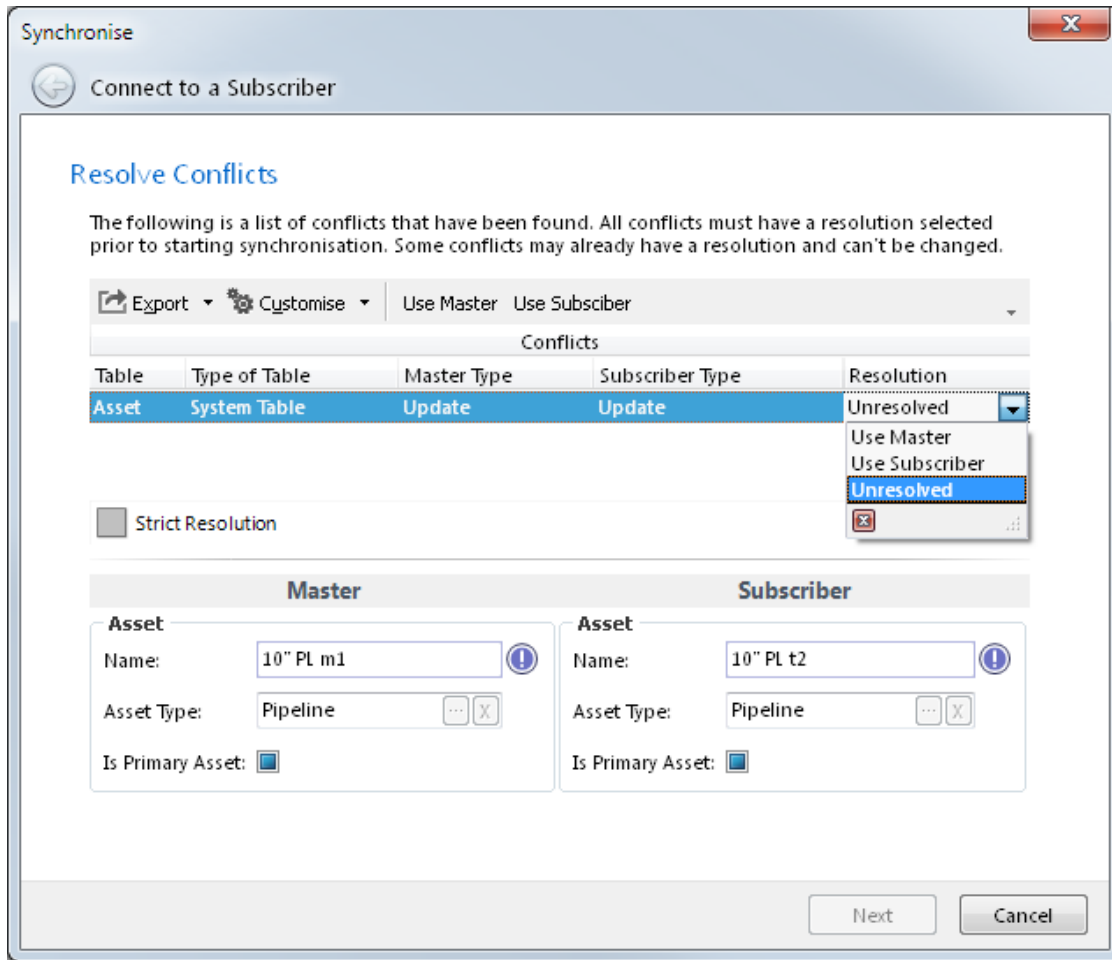 Synchronise
Connect to a Subscriber
Resolve Conflicts
The following is a list of conflicts that have been found. All conflicts must have a resolution selected
prior to starting synchronisation. Some conflicts may already have a resolution and can't be changed.
Export Customise Use Master Use Subsciber
Conflicts
Table Type of Table Master Type Subscriber Type Resolution
Asset System Table Update Update Unresolved
Use Master
Use Subscriber
Unresolved
Strict Resolution
Master Subscriber
Asset Asset
Name: 10" PL m1 Name: 10" PL t2
Asset Type: Pipeline ... X Asset Type: Pipeline ... X
Is Primary Asset: Is Primary Asset:
Next Cancel